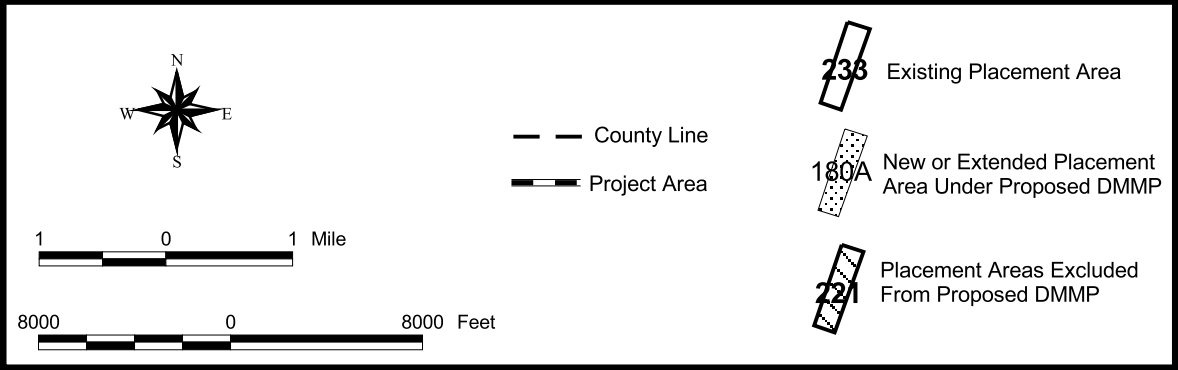 N
W E
S
1 0 1 Mile
8000 0 8000 Feet
County Line
Project Area
233 Existing Placement Area
180A New or Extended Placement
Area Under Proposed DMMP
221 Placement Areas Excluded
From Proposed DMMP